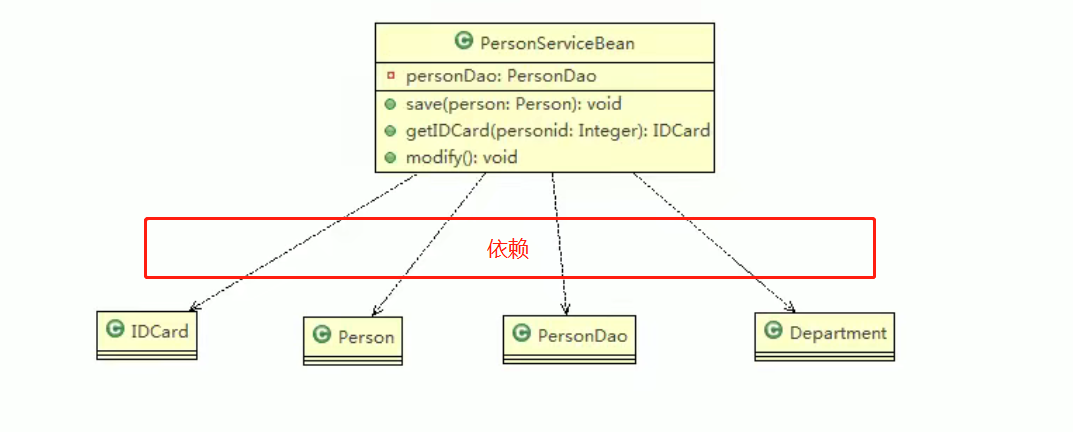 C PersonServiceBean
personDao: PersonDao
save(person: Person): void
getIDCard(personid: Integer): IDCard
modify(): void
依赖
C IDCard
C Person
C PersonDao
C Department